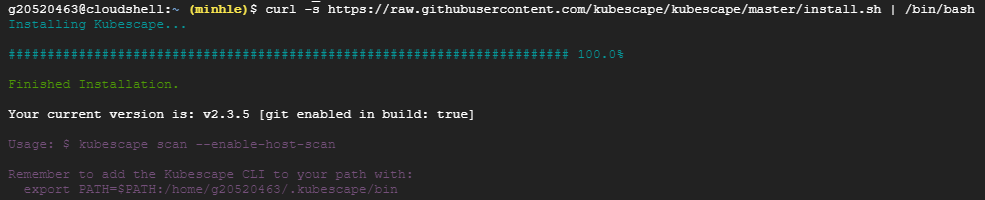 g20520463@cloudshell:~ (minhle)$ curl -s https://raw.githubusercontent.com/kubescape/kubescape/master/install.sh | /bin/bash
Installing Kubescape...
######################################################################## 100.0%
Finished Installation.
Your current version is: v2.3.5 [git enabled in build: true]
Usage: $ kubescape scan --enable-host-scan
Remember to add the Kubescape CLI to your path with:
  export PATH=$PATH:/home/g20520463/.kubescape/bin